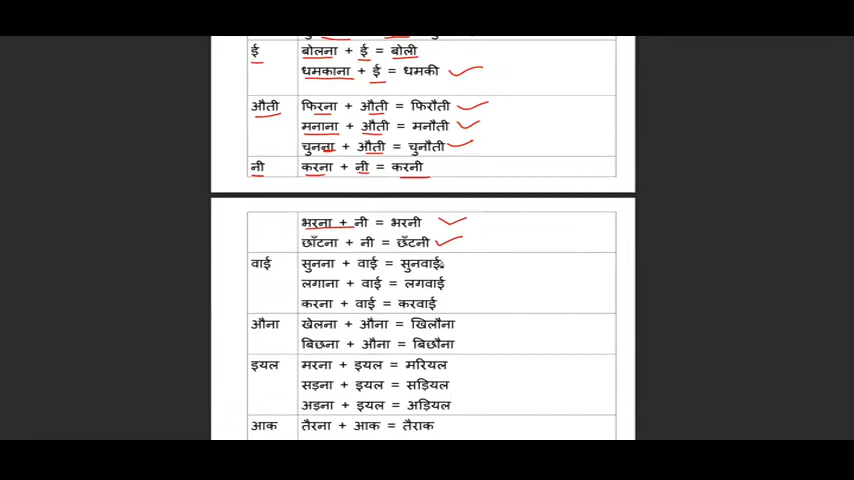 ई बोलना + ई = बोली
धमकाना + ई = धमकी
औती फिरना + औती = फिरौती
मनाना + औती = मनौती
चुनना + औती = चुनौती
नी करना + नी = करनी
भरना + नी = भरनी
छाँटना + नी = छँटनी
वाई सुनना + वाई = सुनवाई
लगाना + वाई = लगवाई
करना + वाई = करवाई
औना खेलना + औना = खिलौना
बिछना + औना = बिछौना
इयल मरना + इयल = मरियल
सड़ना + इयल = सड़ियल
अड़ना + इयल = अड़ियल
आक तैरना + आक = तैराक